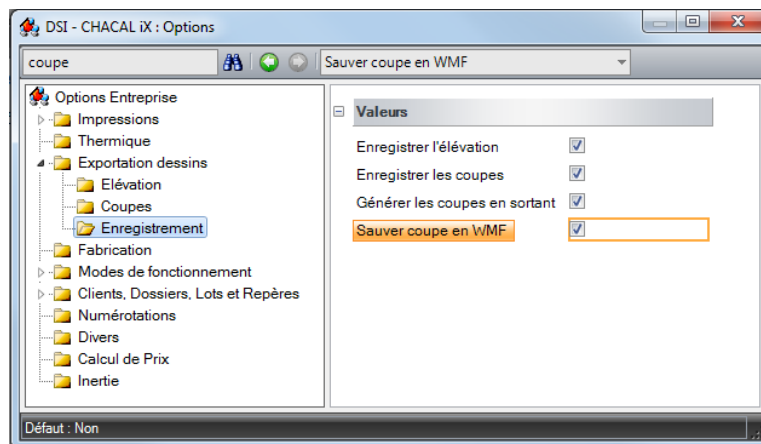 DSI - CHACAL iX : Options
coupe
Sauver coupe en WMF
Options Entreprise
Impressions
Thermique
Exportation dessins
Elévation
Coupes
Enregistrement
Fabrication
Modes de fonctionnement
Clients, Dossiers, Lots et Repères
Numérotations
Divers
Calcul de Prix
Inertie
Valeurs
Enregistrer l'élévation
Enregistrer les coupes
Générer les coupes en sortant
Sauver coupe en WMF
Défaut : Non